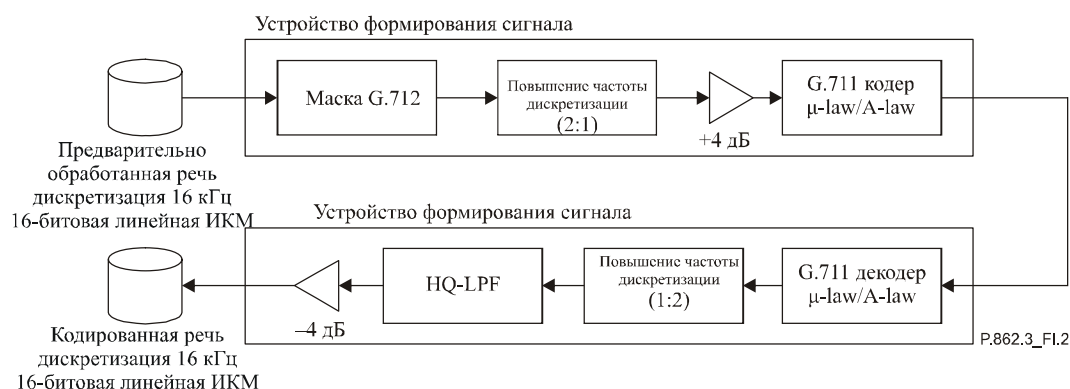 Устройство формирования сигнала
Маска G.712
Повышение частоты
дискретизации
(2:1)
+4 дБ
G.711 кодер
μ-law/A-law
Предварительно
обработанная речь
дискретизация 16 кГц
16-битовая линейная ИКМ
Устройство формирования сигнала
HQ-LPF
Повышение частоты
дискретизации
(1:2)
G.711 декодер
μ-law/A-law
–4 дБ
Кодированная речь
дискретизация 16 кГц
16-битовая линейная ИКМ
P.862.3_FI.2